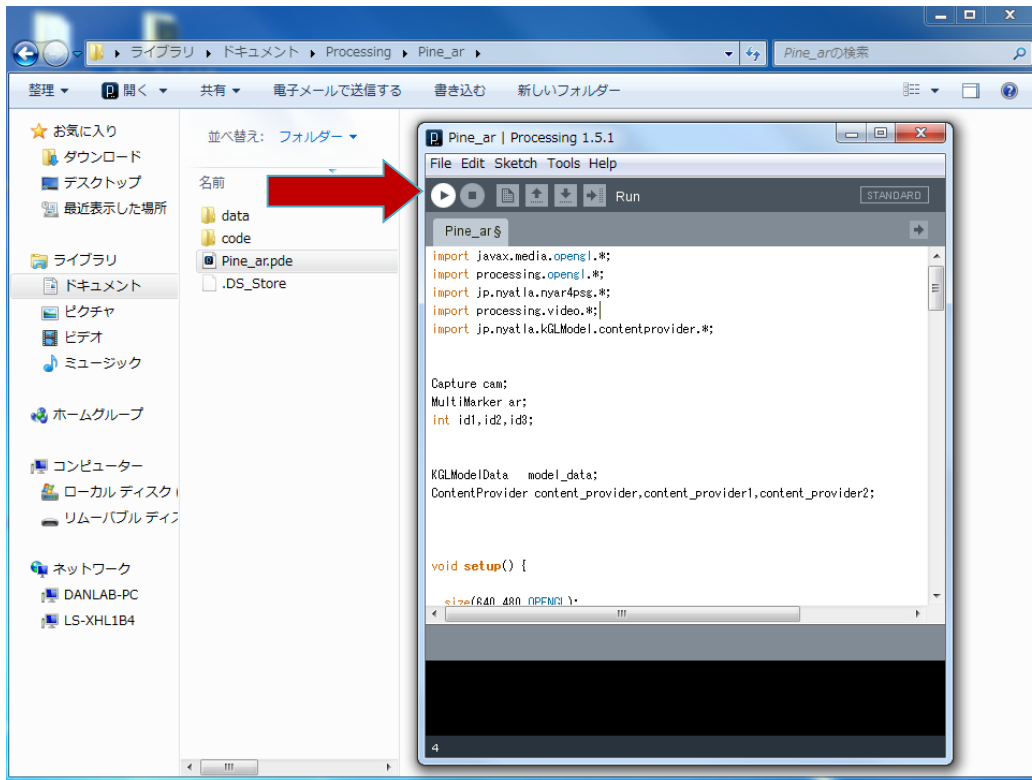 ライブラリ ドキュメント Processing Pine_ar
Pine_arの検索
整理 開く 共有 電子メールで送信する 書き込む 新しいフォルダー
お気に入り
ダウンロード
デスクトップ
最近表示した場所
ライブラリ
ドキュメント
ピクチャ
ビデオ
ミュージック
ホームグループ
コンピューター
ローカル ディスク (
リムーバブル ディス
ネットワーク
DANLAB-PC
LS-XHL1B4
並べ替え: フォルダー
名前
data
code
Pine_ar.pde
.DS_Store
Pine_ar | Processing 1.5.1
File Edit Sketch Tools Help
Run
STANDARD
Pine_ar§
import javax.media.opengl.*;
import processing.opengl.*;
import jp.nyatla.nyar4psg.*;
import processing.video.*;
import jp.nyatla.kGLModel.contentprovider.*;
Capture cam;
MultiMarker ar;
int id1,id2,id3;
KGLModelData model_data;
ContentProvider content_provider,content_provider1,content_provider2;
void setup() {
size(640,480,OPENGL);
4